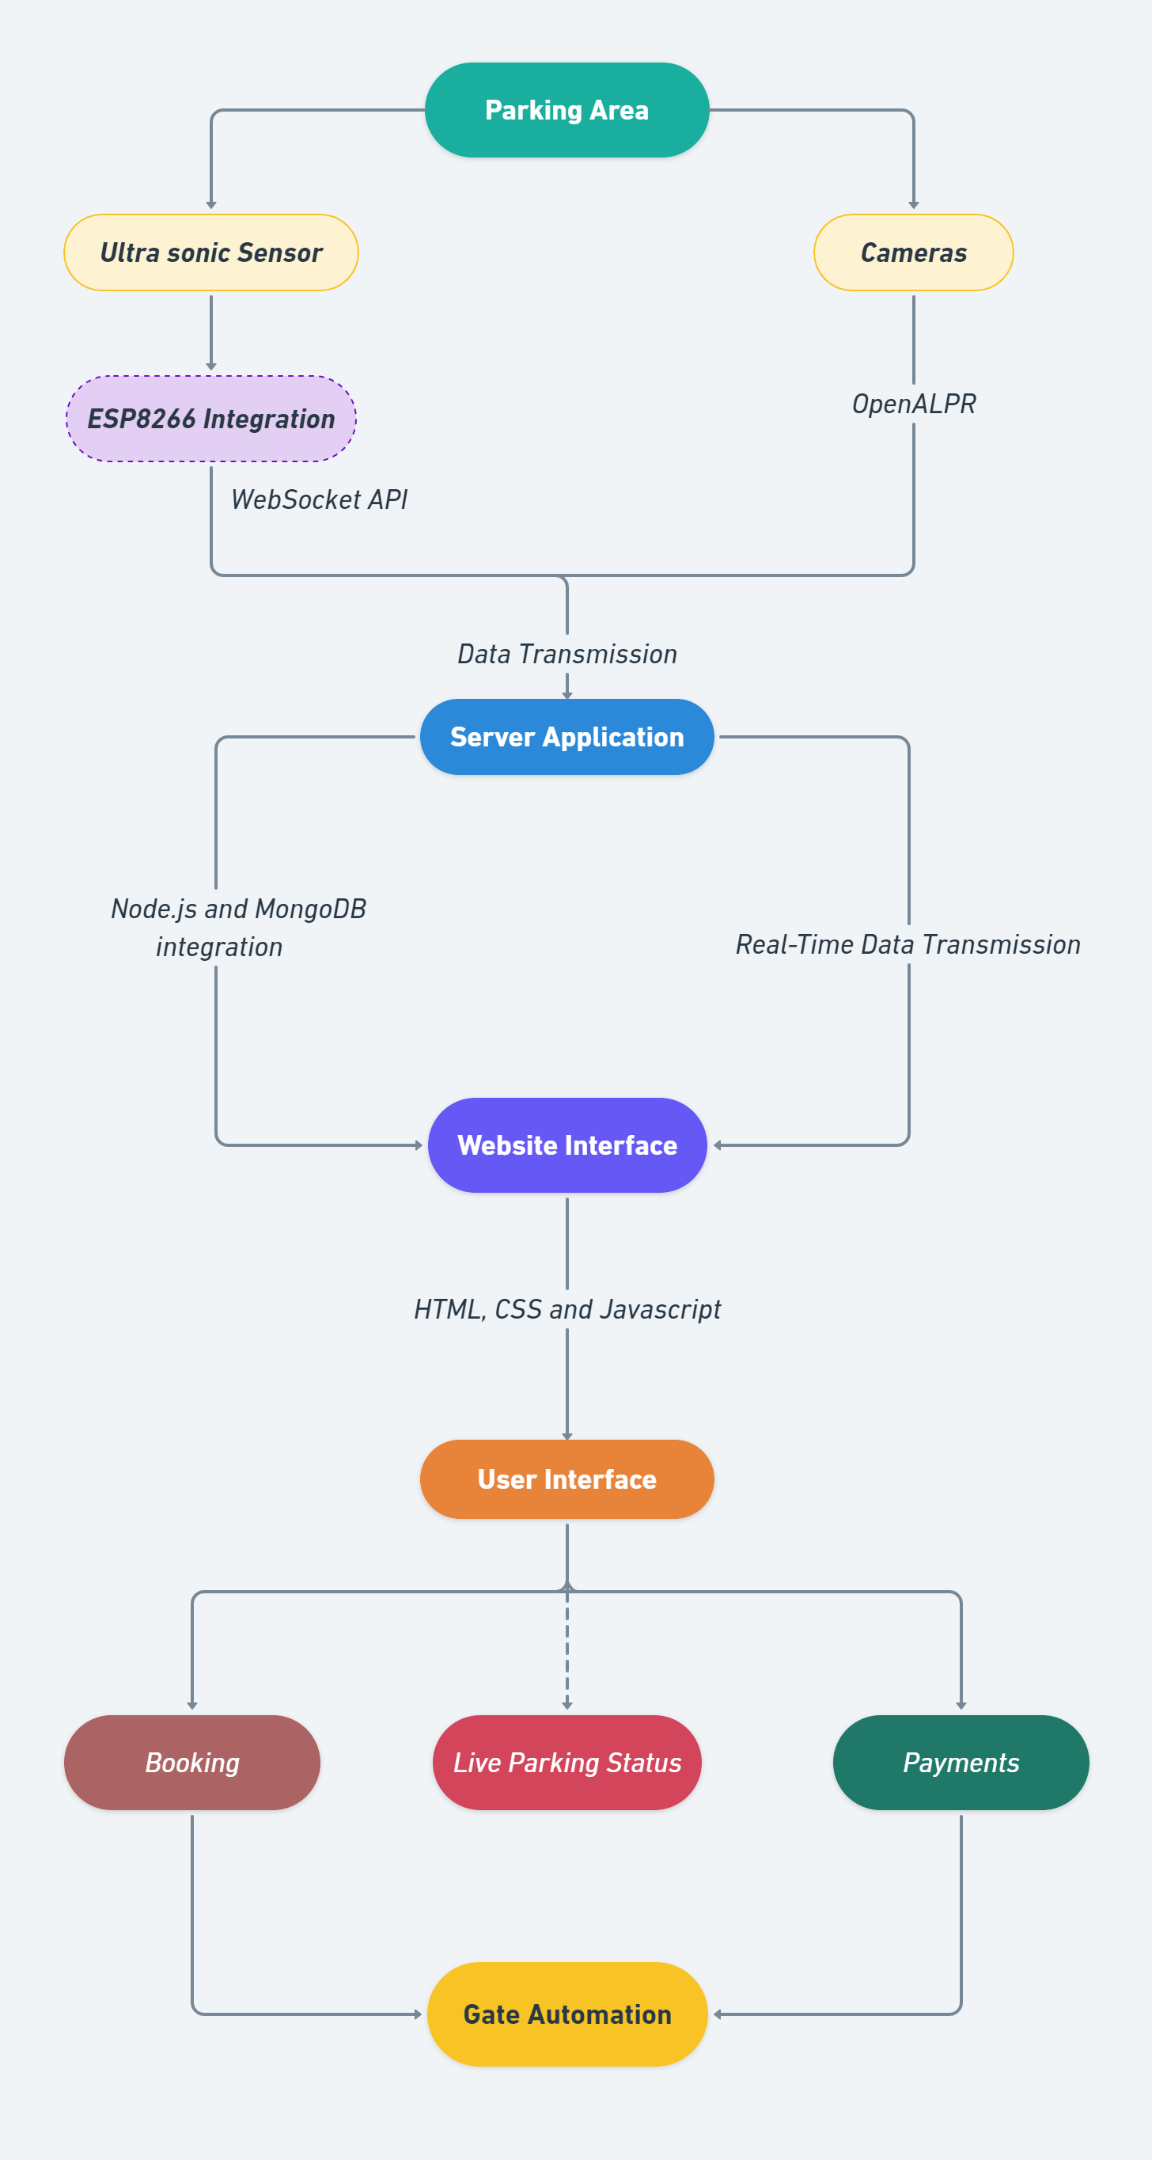 Parking Area
Ultra sonic Sensor
Cameras
ESP8266 Integration
OpenALPR
WebSocket API
Data Transmission
Server Application
Node.js and MongoDB
integration
Real-Time Data Transmission
Website Interface
HTML, CSS and Javascript
User Interface
Booking
Live Parking Status
Payments
Gate Automation